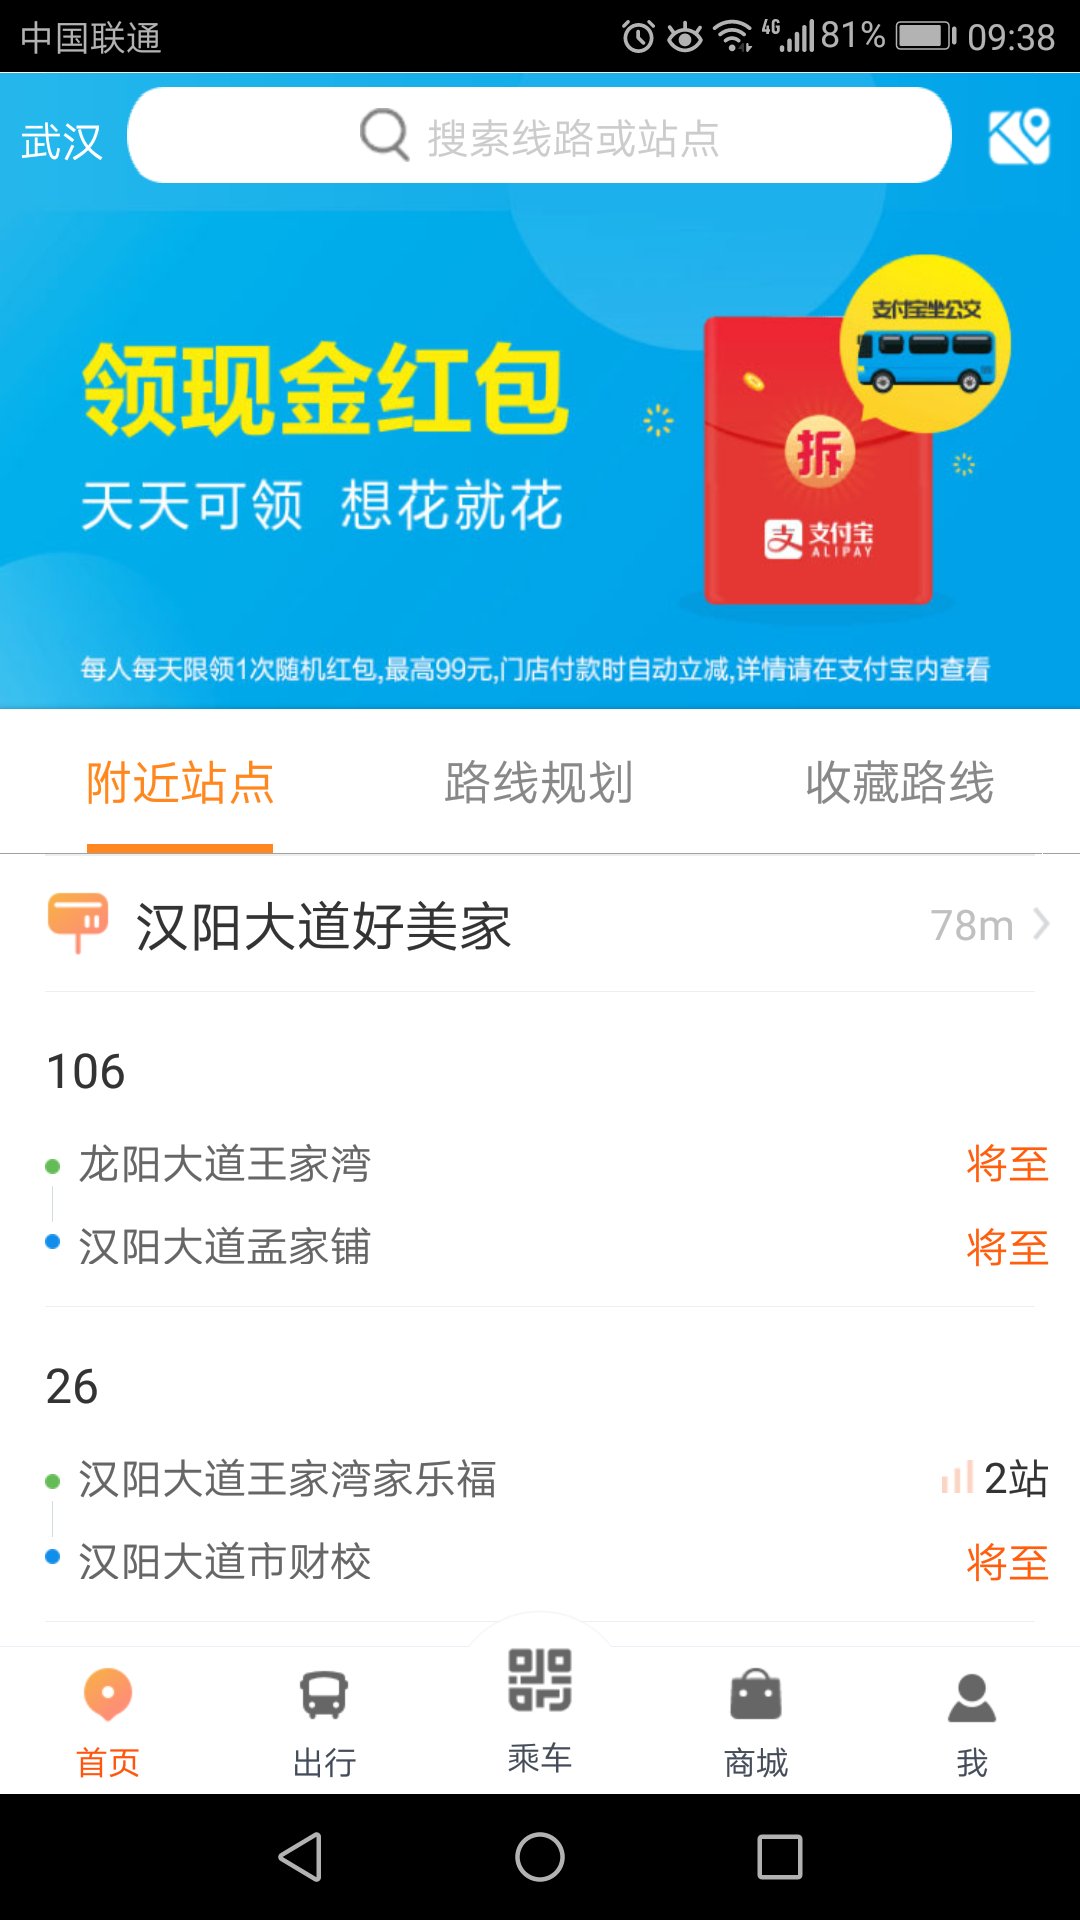 中国联通 4G 81% 09:38
武汉 搜索线路或站点
支付宝坐公交
领现金红包
拆
天天可领 想花就花
支 支付宝
ALIPAY
每人每天限领1次随机红包,最高99元,门店付款时自动立减,详情请在支付宝内查看
附近站点 路线规划 收藏路线
汉阳大道好美家 78m
106
龙阳大道王家湾 将至
汉阳大道孟家铺 将至
26
汉阳大道王家湾家乐福 2站
汉阳大道市财校 将至
首页 出行 乘车 商城 我